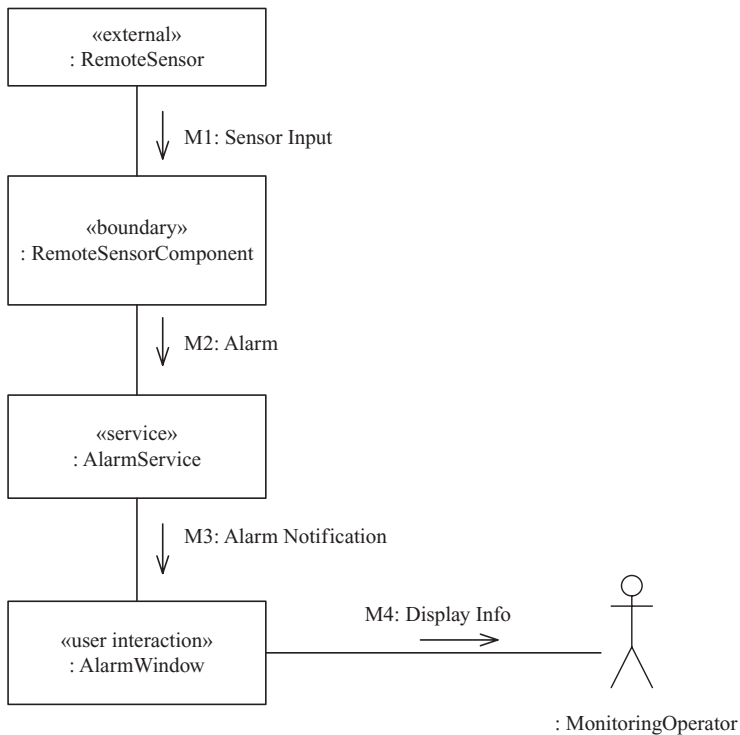 «external»
: RemoteSensor
M1: Sensor Input
«boundary»
: RemoteSensorComponent
M2: Alarm
«service»
: AlarmService
M3: Alarm Notification
«user interaction»
: AlarmWindow
M4: Display Info
: MonitoringOperator